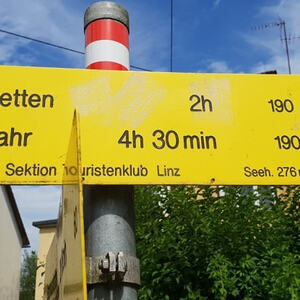 etten 2h 190
ahr 4h 30 min 190
Sektion Touristenklub Linz Seeh. 276